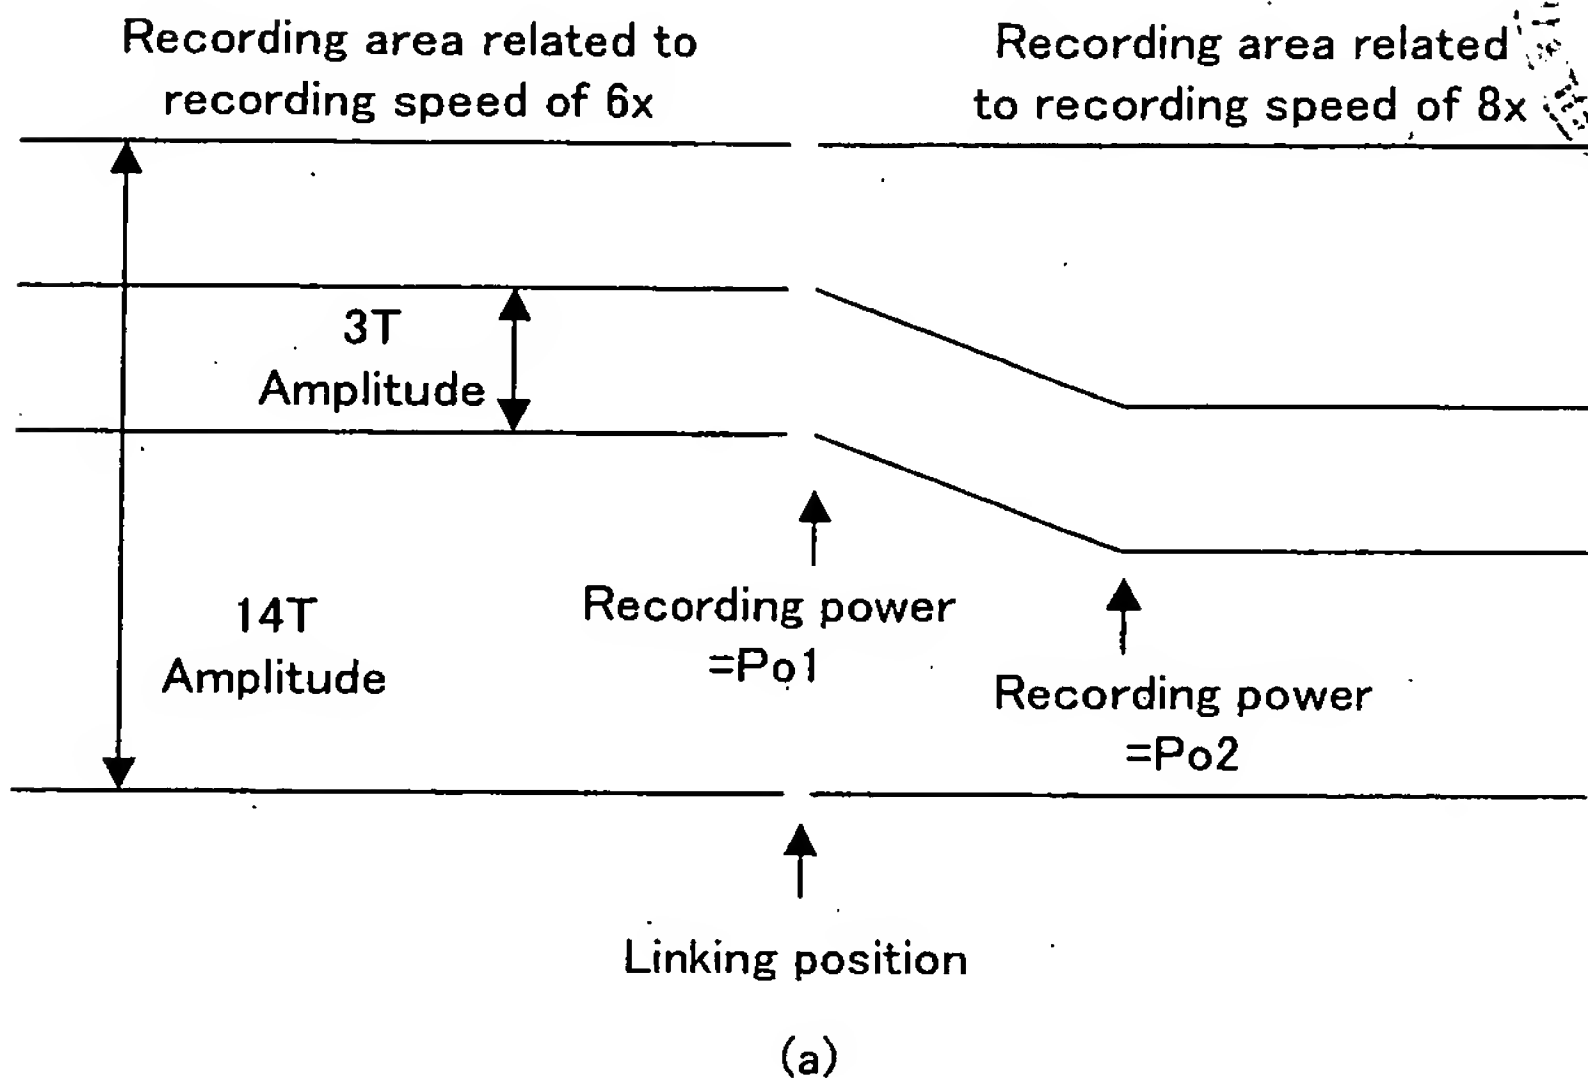 Recording area related to
recording speed of 6x
Recording area related
to recording speed of 8x
3T
Amplitude
14T
Amplitude
Recording power
=Po1
Recording power
=Po2
Linking position
(a)